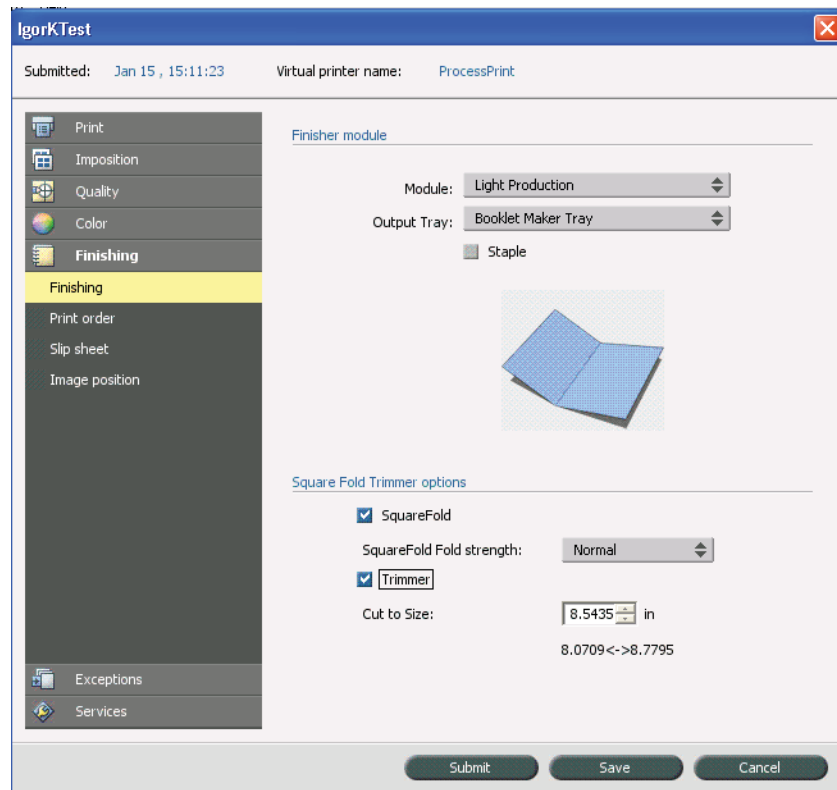 IgorKTest
Submitted: Jan 15 , 15:11:23 Virtual printer name: ProcessPrint
Print
Imposition
Quality
Color
Finishing
Finishing
Print order
Slip sheet
Image position
Exceptions
Services
Finisher module
Module: Light Production
Output Tray: Booklet Maker Tray
Staple
Square Fold Trimmer options
SquareFold
SquareFold Fold strength: Normal
Trimmer
Cut to Size: 8.5435 in
8.0709<->8.7795
Submit Save Cancel